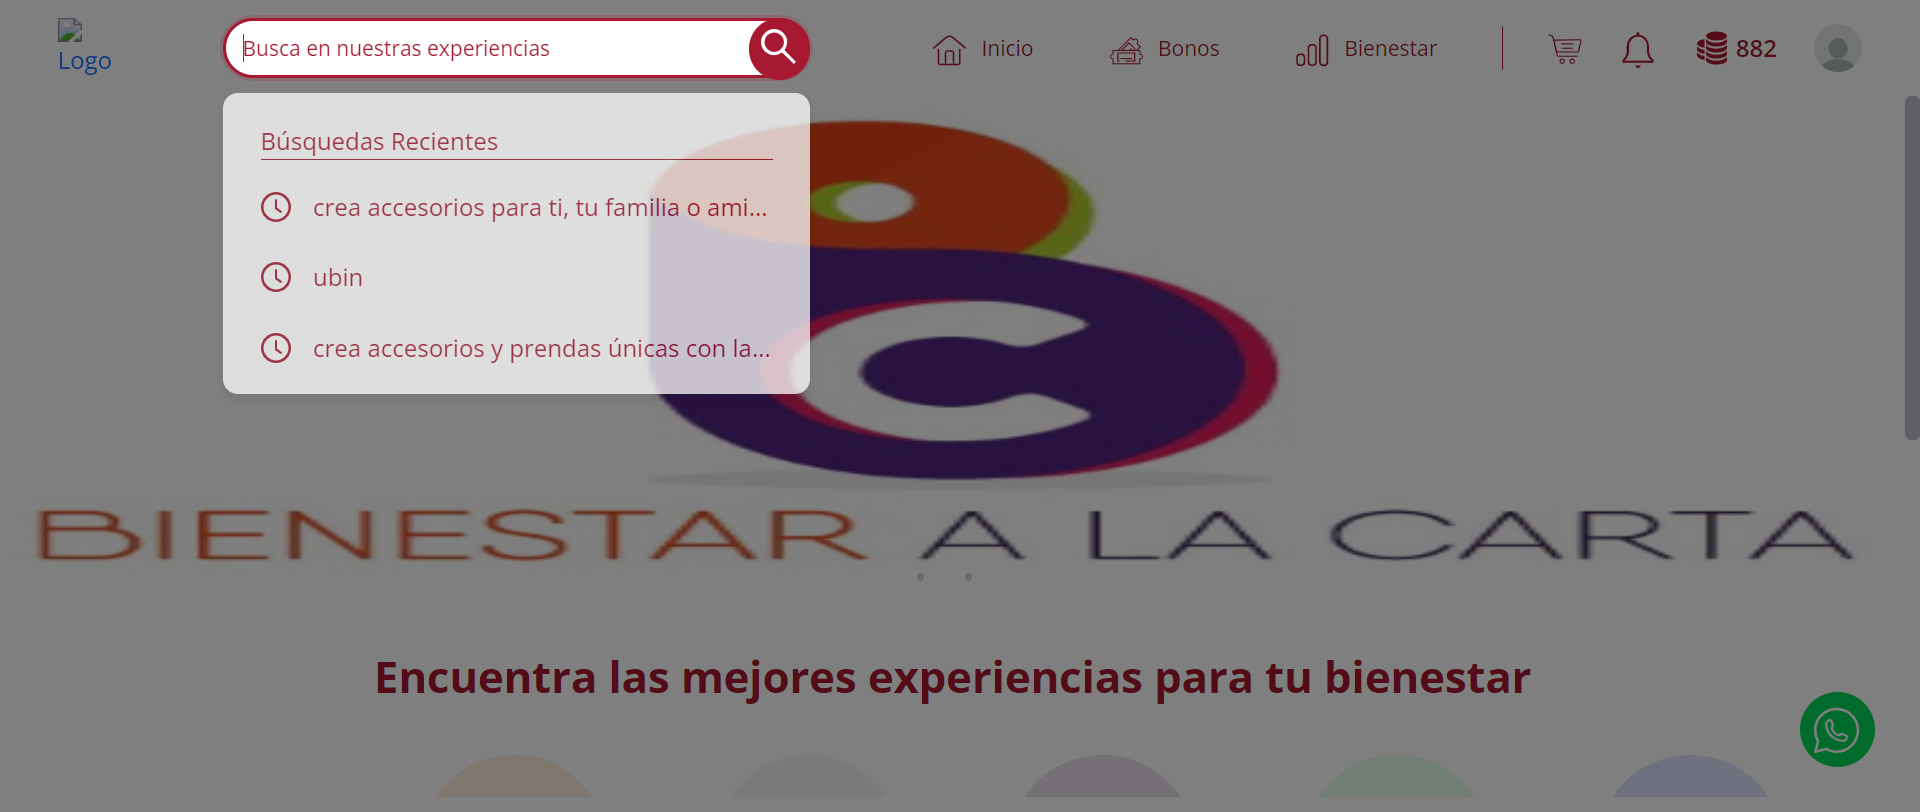 Logo
Busca en nuestras experiencias
Inicio
Bonos
Bienestar
882
Búsquedas Recientes
crea accesorios para ti, tu familia o ami...
ubin
crea accesorios y prendas únicas con la...
C
BIENESTAR A LA CARTA
Encuentra las mejores experiencias para tu bienestar